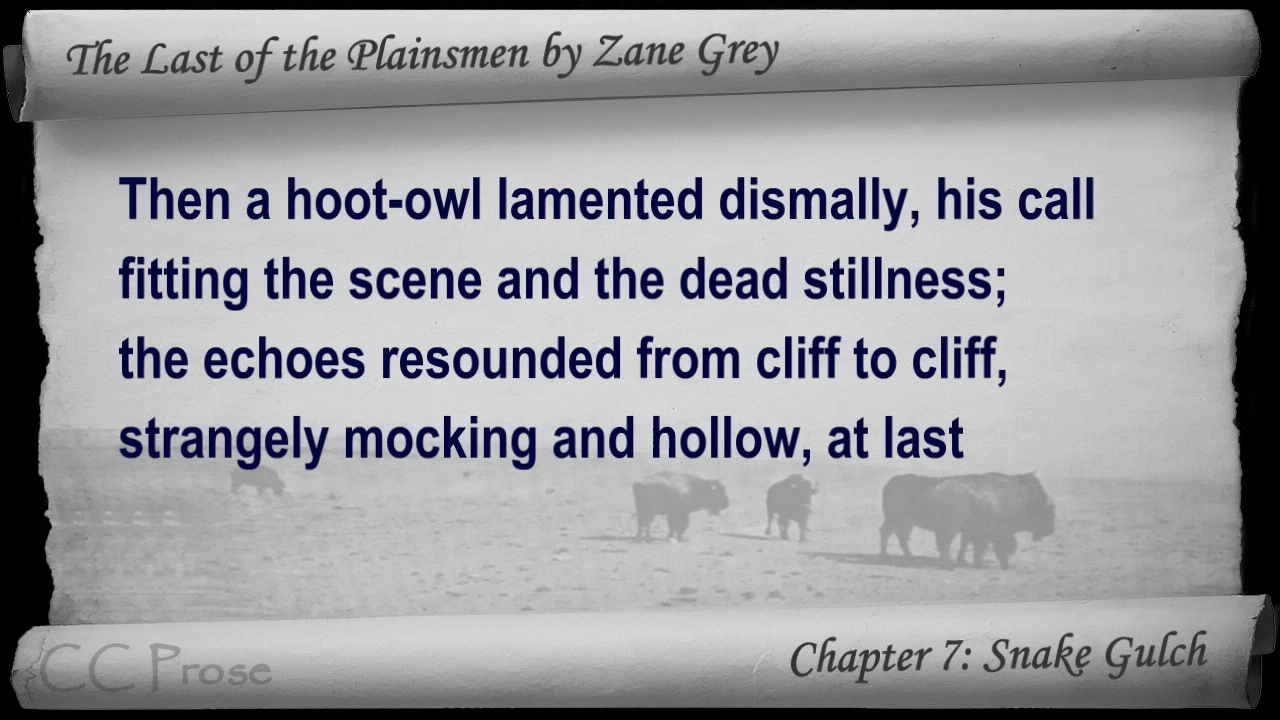 The Last of the Plainsmen by Zane Grey
Then a hoot-owl lamented dismally, his call
fitting the scene and the dead stillness;
the echoes resounded from cliff to cliff,
strangely mocking and hollow, at last
CC Prose
Chapter 7: Snake Gulch